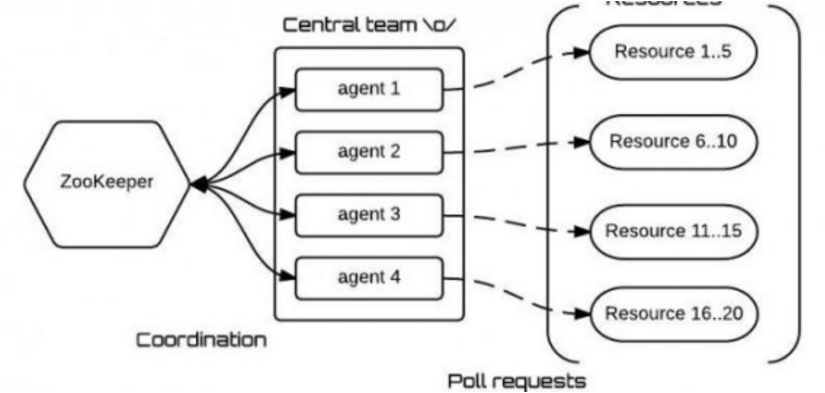 Resources
Central team \o/
Resource 1..5
agent 1
Resource 6..10
agent 2
ZooKeeper
agent 3
Resource 11..15
agent 4
Resource 16..20
Coordination
Poll requests